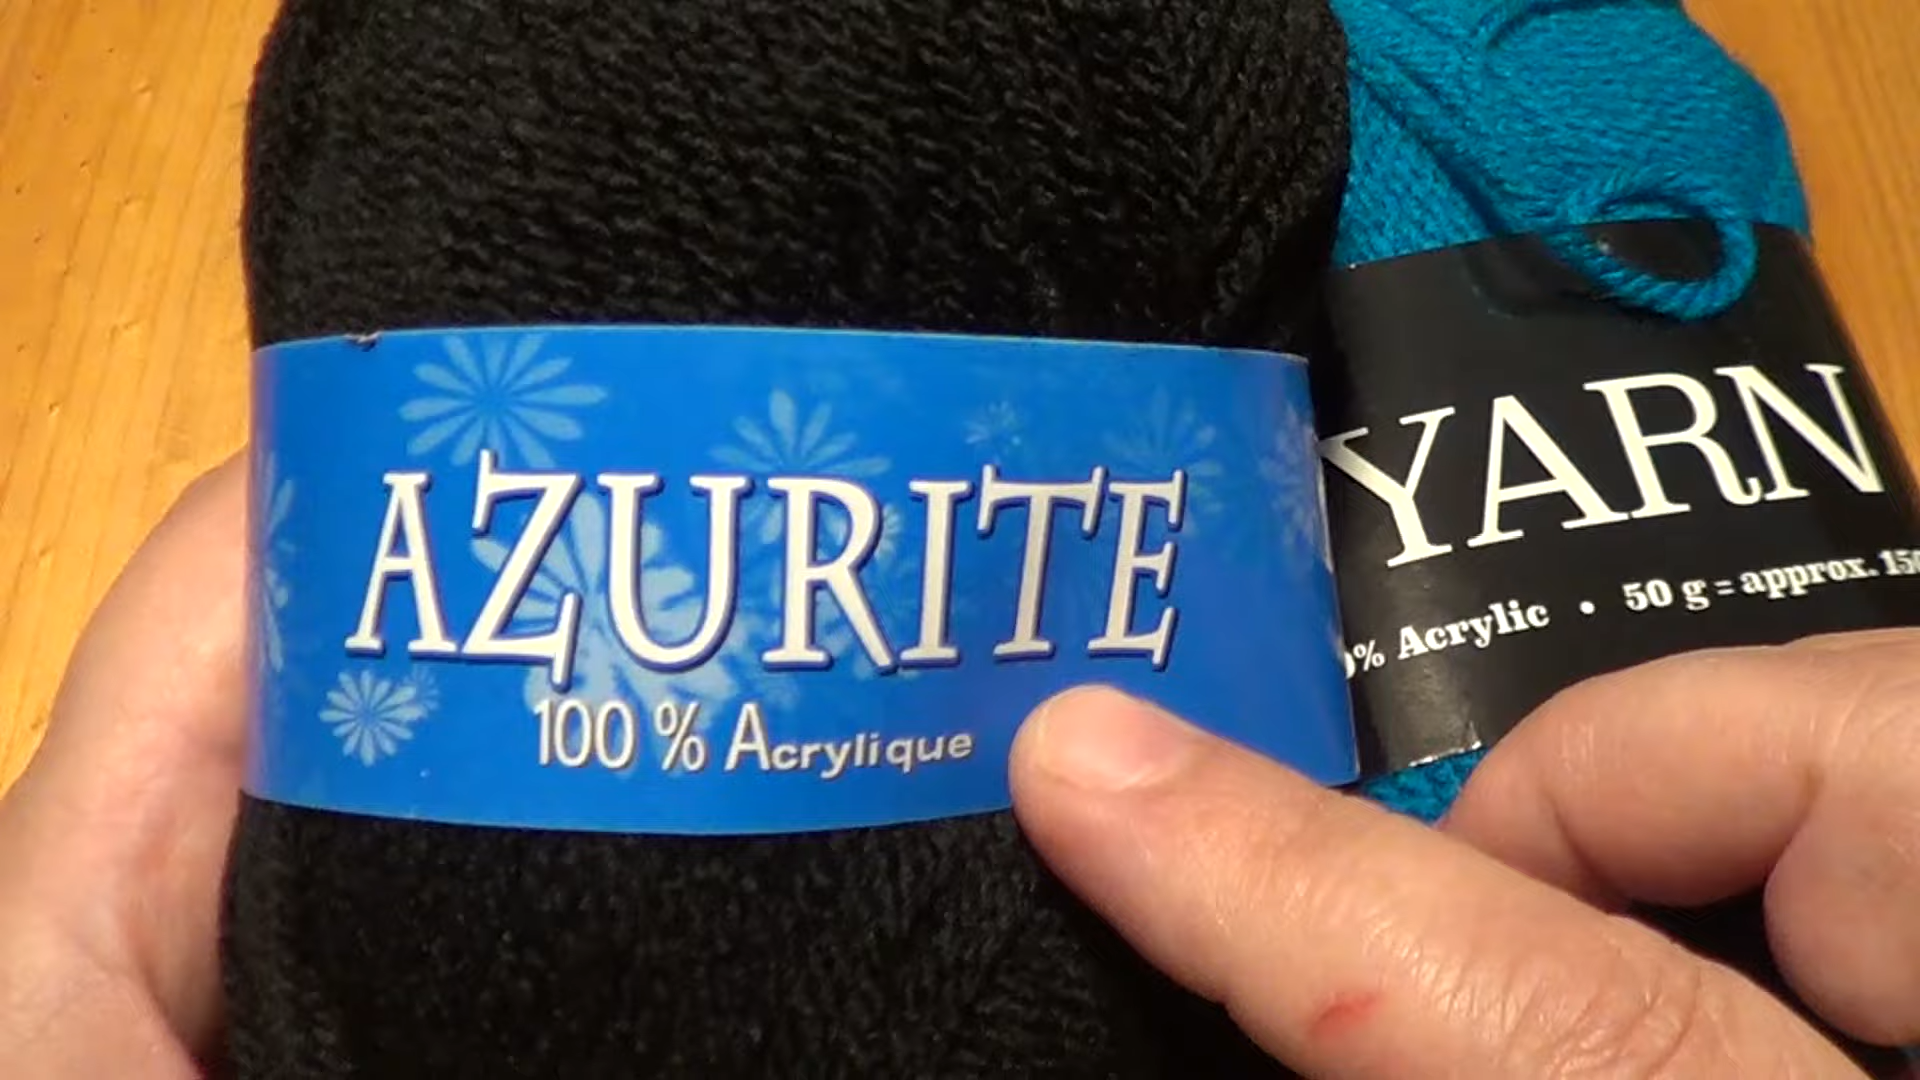 AZURITE
100 % Acrylique
YARN
% Acrylic • 50 g = approx.